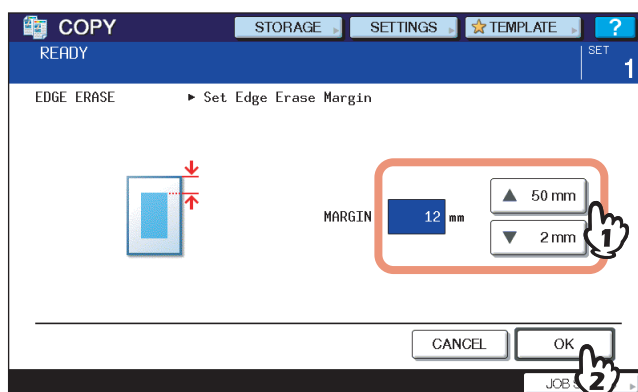 COPY STORAGE SETTINGS TEMPLATE ?
READY SET
1
EDGE ERASE ► Set Edge Erase Margin
▲ 50 mm
MARGIN 12 mm
▼ 2 mm
1
CANCEL OK
JOB
2